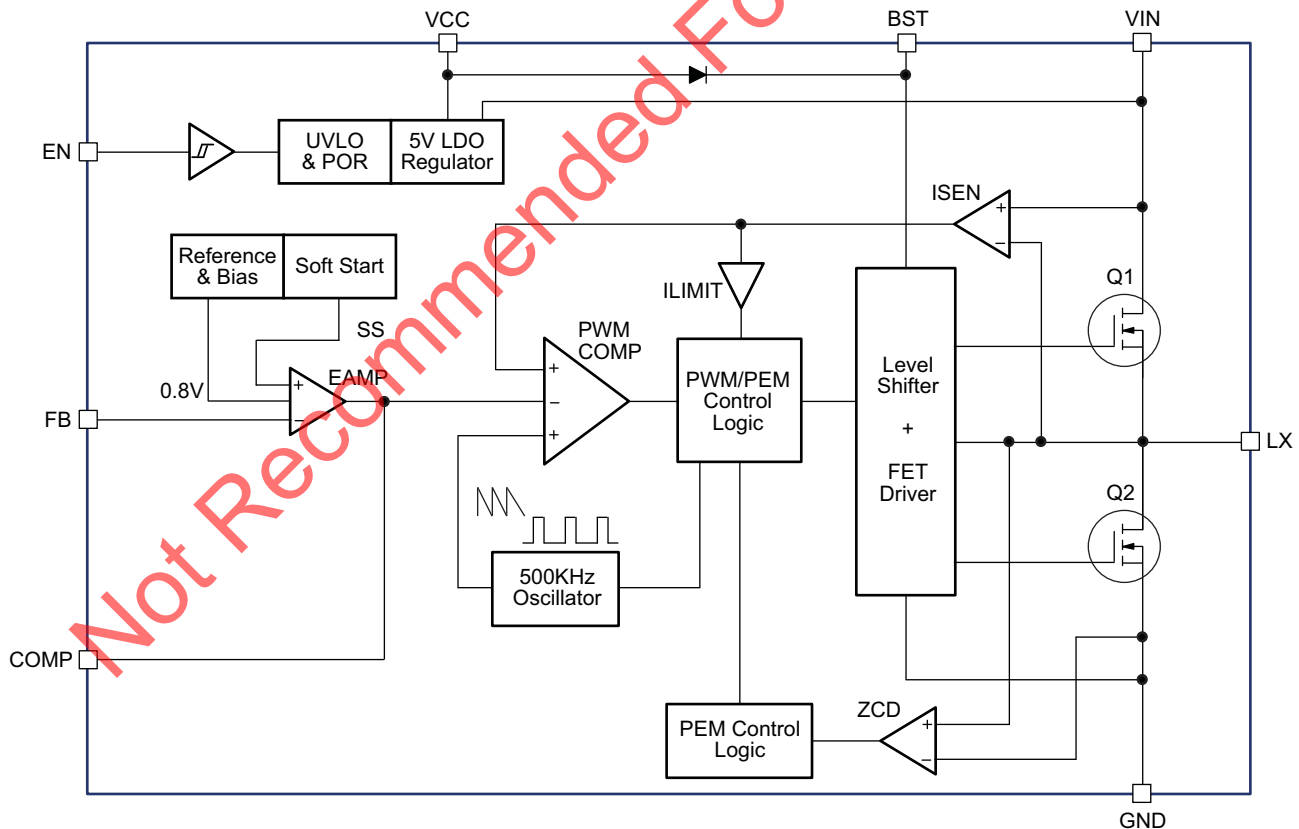 VCC
BST
VIN
EN
UVLO
& POR
5V LDO
Regulator
ISEN
Reference
& Bias
Soft Start
ILIMIT
Q1
SS
PWM
COMP
EAMP
0.8V
+
−
FB
+
−
+
PWM/PEM
Control
Logic
Level
Shifter
+
FET
Driver
+
−
LX
Q2
500KHz
Oscillator
COMP
PEM Control
Logic
ZCD
+
−
GND
Not Recommended Fo